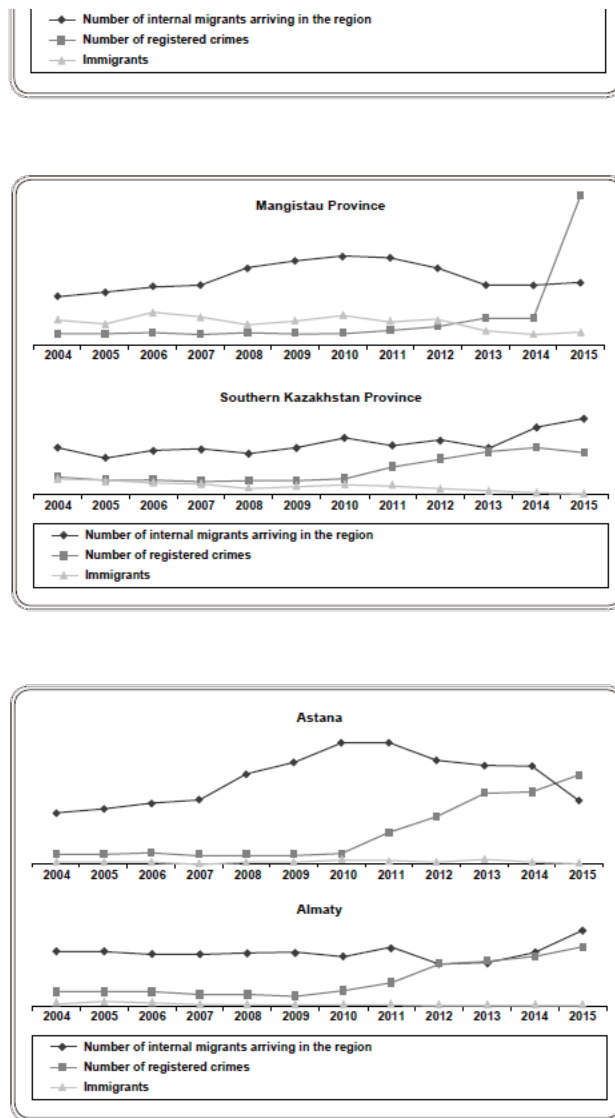 Number of internal migrants arriving in the region
Number of registered crimes
Immigrants
Mangistau Province
2004 2005 2006 2007 2008 2009 2010 2011 2012 2013 2014 2015
Southern Kazakhstan Province
2004 2005 2006 2007 2008 2009 2010 2011 2012 2013 2014 2015
Number of internal migrants arriving in the region
Number of registered crimes
Immigrants
Astana
2004 2005 2006 2007 2008 2009 2010 2011 2012 2013 2014 2015
Almaty
2004 2005 2006 2007 2008 2009 2010 2011 2012 2013 2014 2015
Number of internal migrants arriving in the region
Number of registered crimes
Immigrants